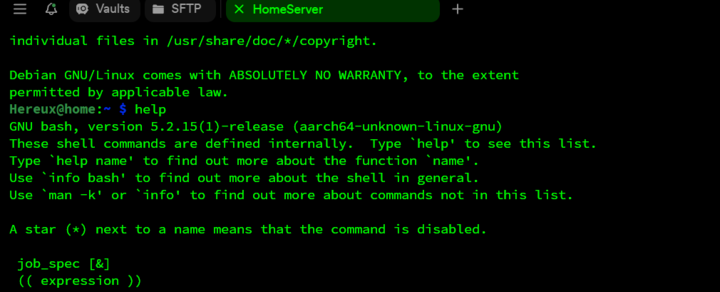 Vaults SFTP HomeServer
individual files in /usr/share/doc/*/copyright.
Debian GNU/Linux comes with ABSOLUTELY NO WARRANTY, to the extent
permitted by applicable law.
Hereux@home:~ $ help
GNU bash, version 5.2.15(1)-release (aarch64-unknown-linux-gnu)
These shell commands are defined internally.  Type `help' to see this list.
Type `help name' to find out more about the function `name'.
Use `info bash' to find out more about the shell in general.
Use `man -k' or `info' to find out more about commands not in this list.
A star (*) next to a name means that the command is disabled.
job_spec [&]
(( expression ))